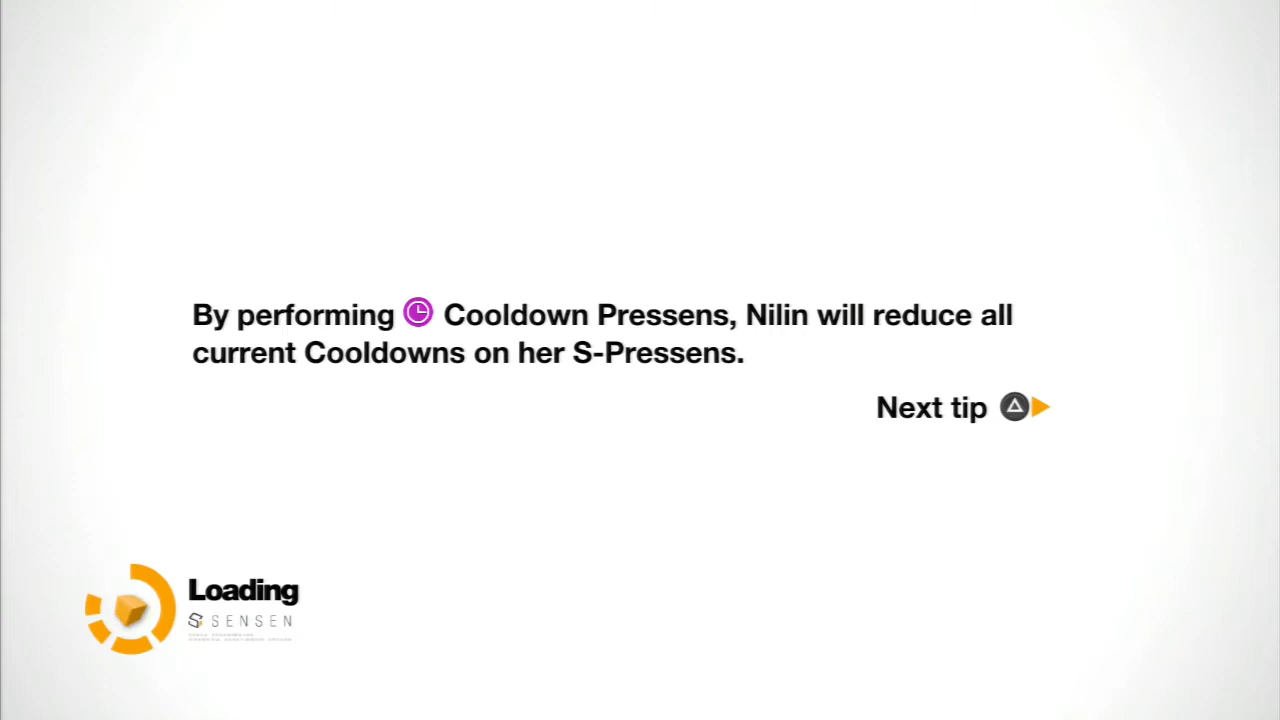 By performing Cooldown Pressens, Nilin will reduce all
current Cooldowns on her S-Pressens.
Next tip
Loading
SENSEN